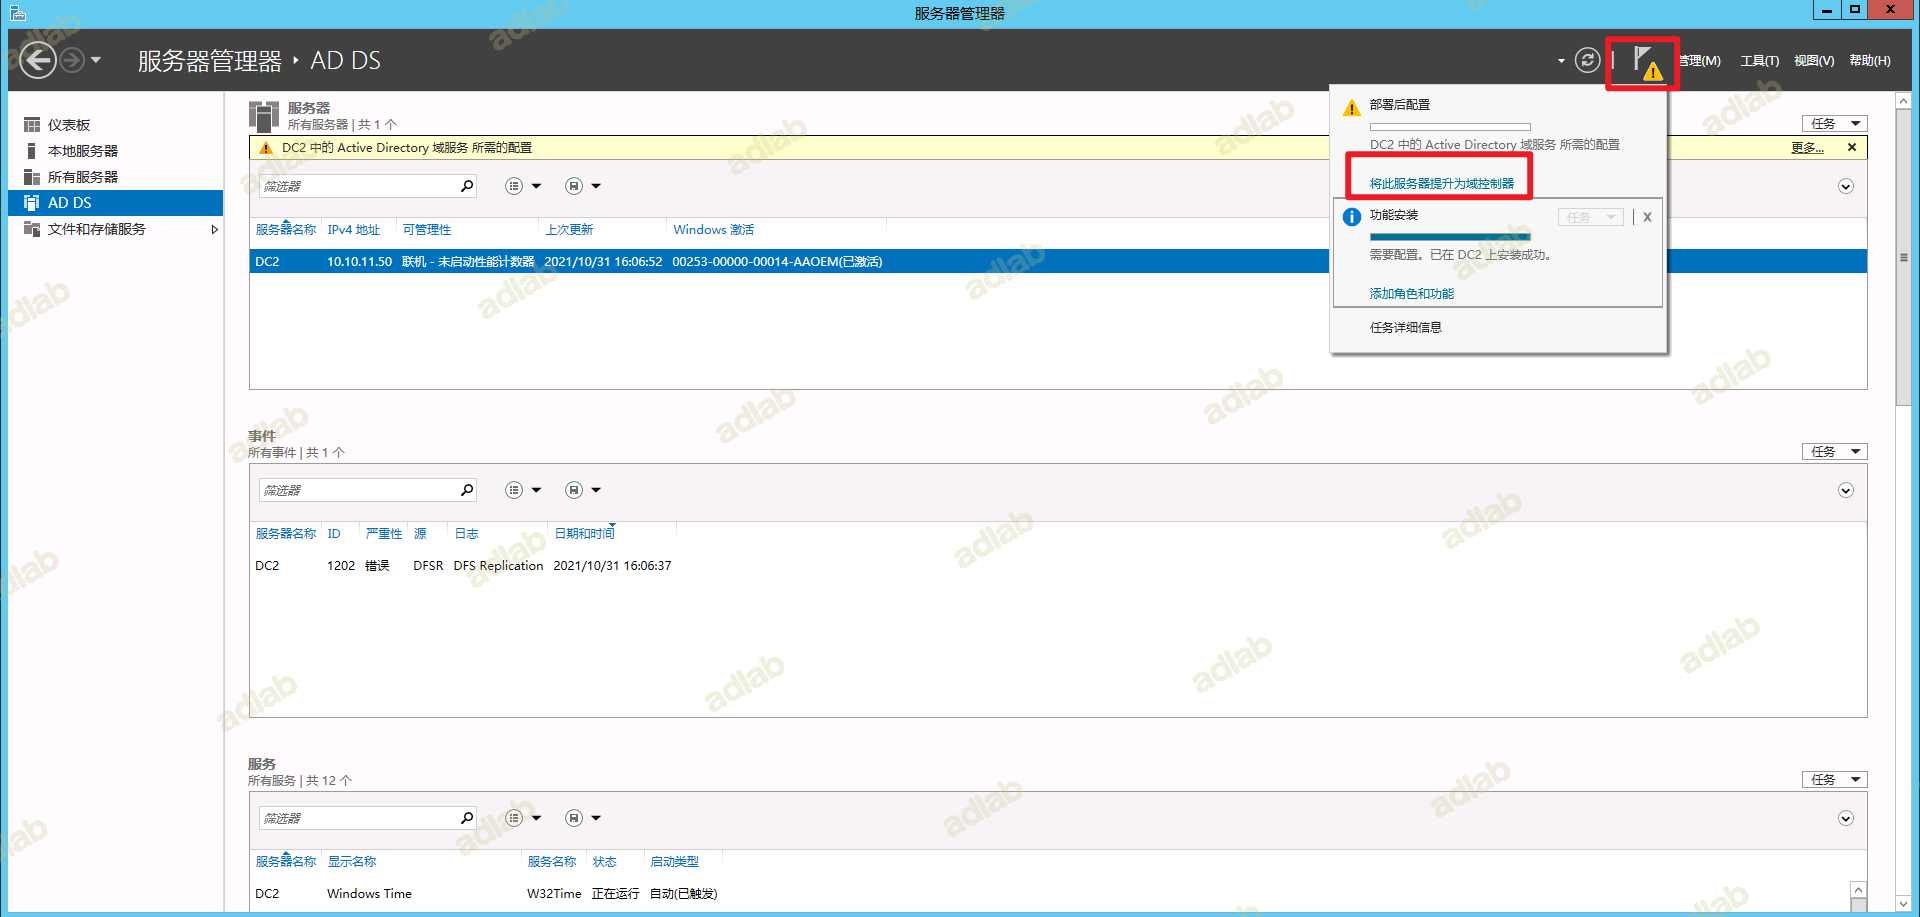 服务器管理器
服务器管理器 ‣ AD DS
管理(M) 工具(T) 视图(V) 帮助(H)
仪表板
本地服务器
所有服务器
AD DS
文件和存储服务
服务器
所有服务器 | 共 1 个
任务
DC2 中的 Active Directory 域服务 所需的配置
更多...
筛选器
服务器名称 IPv4 地址 可管理性 上次更新 Windows 激活
DC2 10.10.11.50 联机 - 未启动性能计数器 2021/10/31 16:06:52 00253-00000-00014-AAOEM(已激活)
部署后配置
DC2 中的 Active Directory 域服务 所需的配置
将此服务器提升为域控制器
功能安装
任务
X
需要配置。已在 DC2 上安装成功。
添加角色和功能
任务详细信息
事件
所有事件 | 共 1 个
任务
筛选器
服务器名称 ID 严重性 源 日志 日期和时间
DC2 1202 错误 DFSR DFS Replication 2021/10/31 16:06:37
服务
所有服务 | 共 12 个
任务
筛选器
服务器名称 显示名称 服务名称 状态 启动类型
DC2 Windows Time W32Time 正在运行 自动(已触发)
adlab